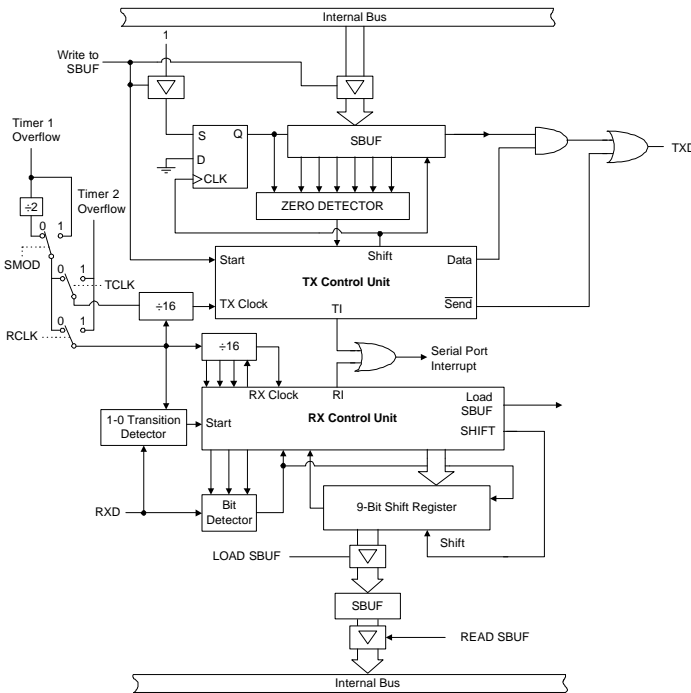 Internal Bus
1
Write to
SBUF
Timer 1
Overflow
S
Q
D
CLK
SBUF
TXD
÷2
Timer 2
Overflow
ZERO DETECTOR
0
1
SMOD
Shift
Start
Data
TX Control Unit
0
1
TCLK
÷16
TX Clock
TI
Send
0
1
RCLK
÷16
Serial Port
Interrupt
RX Clock
RI
Load
SBUF
1-0 Transition
Detector
Start
RX Control Unit
SHIFT
RXD
Bit
Detector
9-Bit Shift Register
Shift
LOAD SBUF
SBUF
READ SBUF
Internal Bus